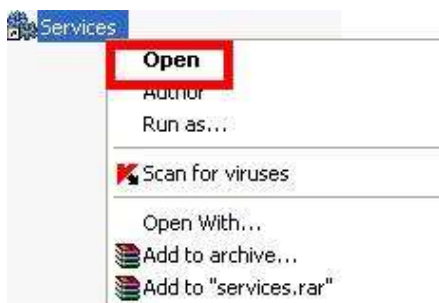 Services
Open
Author
Run as...
Scan for viruses
Open With...
Add to archive...
Add to "services.rar"